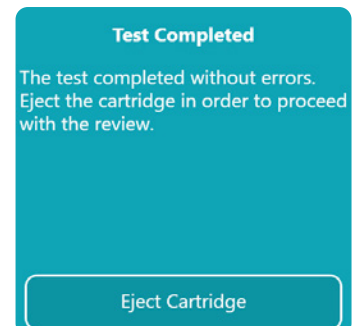 Test Completed
The test completed without errors.
Eject the cartridge in order to proceed
with the review.
Eject Cartridge